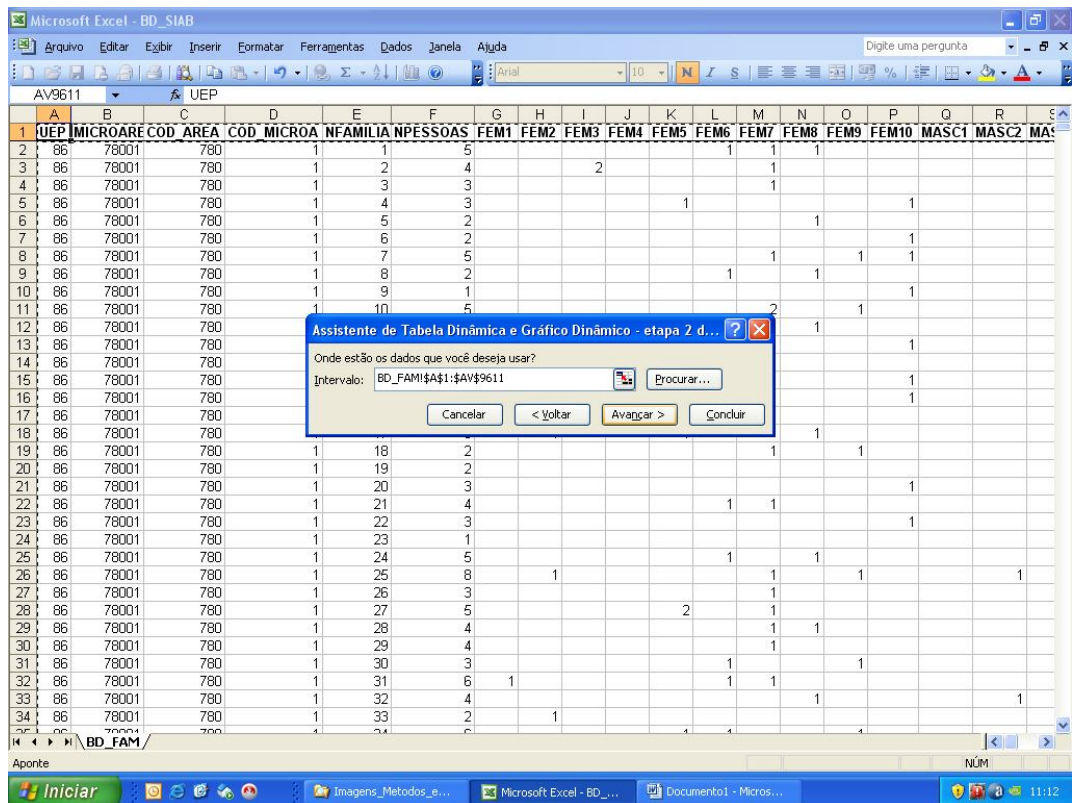 Microsoft Excel - BD_SIAB
Arquivo Editar Exibir Inserir Formatar Ferramentas Dados Janela Ajuda Digite uma pergunta
Arial 10 N I S
AV9611 fx UEP
A B C D E F G H I J K L M N O P Q R S
1 UEP MICROARE COD_AREA COD_MICROA NFAMILIA NPESSOAS FEM1 FEM2 FEM3 FEM4 FEM5 FEM6 FEM7 FEM8 FEM9 FEM10 MASC1 MASC2 MAS
2 86 78001 780 1 1 5 1 1 1
3 86 78001 780 1 2 4 2 1
4 86 78001 780 1 3 3 1
5 86 78001 780 1 4 3 1 1
6 86 78001 780 1 5 2 1
7 86 78001 780 1 6 2 1
8 86 78001 780 1 7 5 1 1 1
9 86 78001 780 1 8 2 1 1
10 86 78001 780 1 9 1 1
11 86 78001 780 1 10 5 2 1
12 86 78001 780 1
13 86 78001 780 1
14 86 78001 780
15 86 78001 780 1
16 86 78001 780 1
18 86 78001 780 1
19 86 78001 780 1 18 2 1 1
20 86 78001 780 1 19 2
21 86 78001 780 1 20 3 1
22 86 78001 780 1 21 4 1 1
23 86 78001 780 1 22 3 1
24 86 78001 780 1 23 1
25 86 78001 780 1 24 5 1 1
26 86 78001 780 1 25 8 1 1 1 1
27 86 78001 780 1 26 3 1
28 86 78001 780 1 27 5 2 1
29 86 78001 780 1 28 4 1 1
30 86 78001 780 1 29 4 1
31 86 78001 780 1 30 3 1 1
32 86 78001 780 1 31 6 1 1 1
33 86 78001 780 1 32 4 1 1
34 86 78001 780 1 33 2 1
Assistente de Tabela Dinâmica e Gráfico Dinâmico - etapa 2 d...
Onde estão os dados que você deseja usar?
Intervalo: BD_FAM!$A$1:$AV$9611 Procurar...
Cancelar < Voltar Avançar > Concluir
BD_FAM
Aponte NÚM
Iniciar Imagens_Metodos_e... Microsoft Excel - BD_... Documento1 - Micros... 11:12